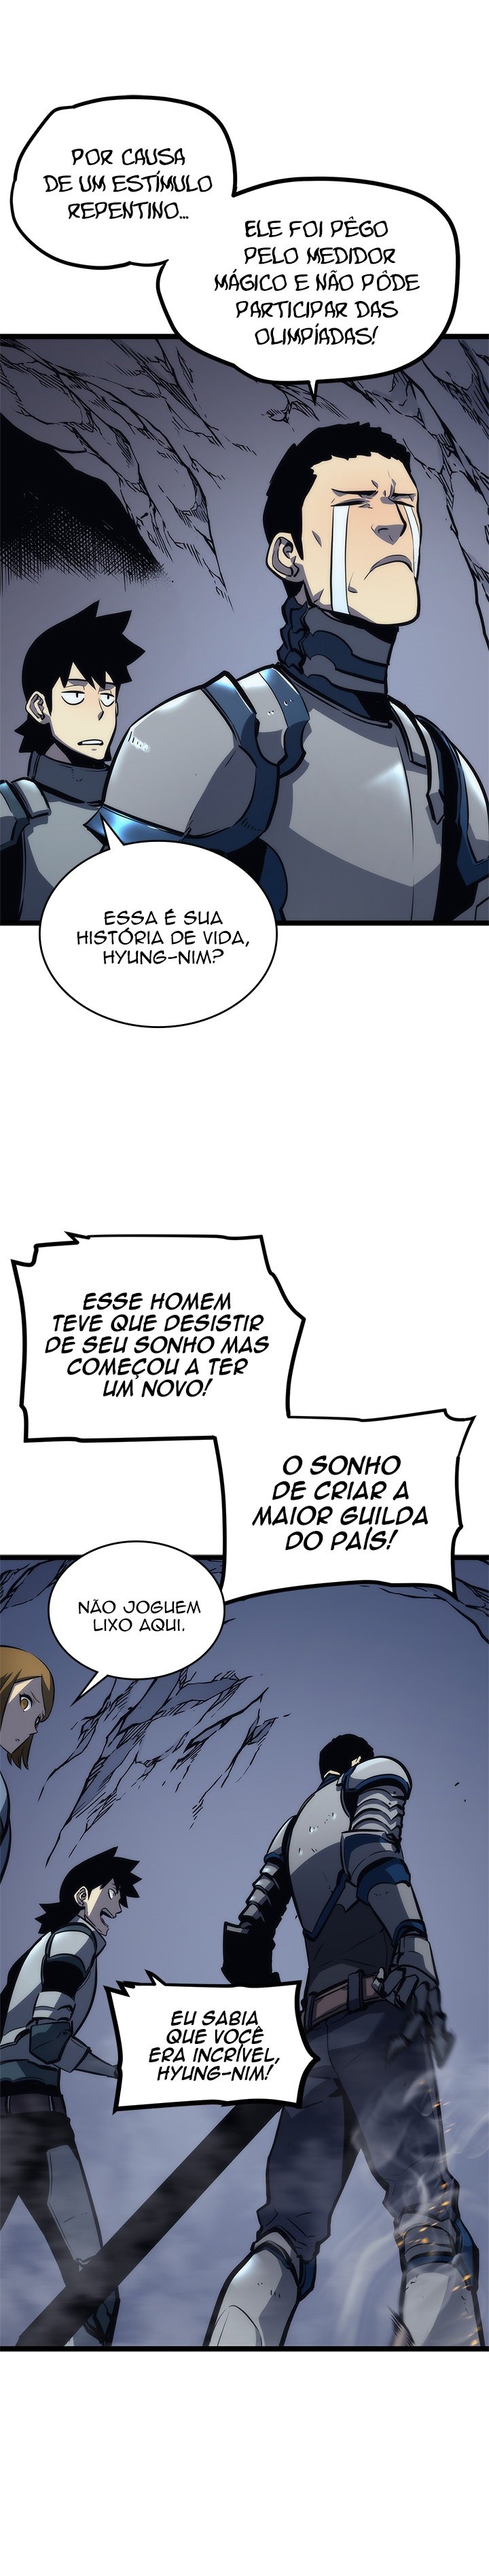 POR CAUSA
DE UM ESTÍMULO
REPENTINO...
ELE FOI PÊGO
PELO MEDIDOR
MÁGICO E NÃO PÔDE
PARTICIPAR DAS
OLIMPÍADAS!
ESSA É SUA
HISTÓRIA DE VIDA,
HYUNG-NIM?
ESSE HOMEM
TEVE QUE DESISTIR
DE SEU SONHO MAS
COMEÇOU A TER
UM NOVO!
O SONHO
DE CRIAR A
MAIOR GUILDA
DO PAÍS!
NÃO JOGUEM
LIXO AQUI.
EU SABIA
QUE VOCÊ
ERA INCRÍVEL,
HYUNG-NIM!